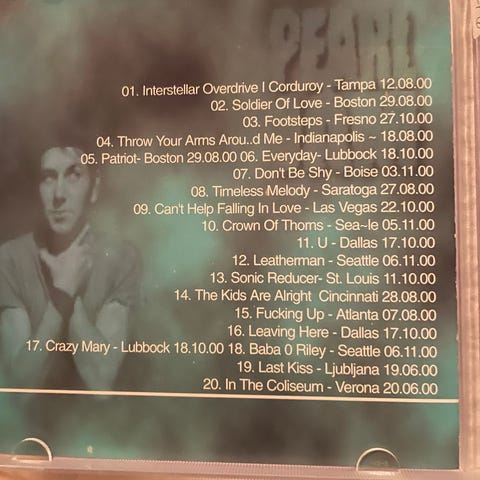 PEARL
01. Interstellar Overdrive I Corduroy - Tampa 12.08.00
02. Soldier Of Love - Boston 29.08.00
03. Footsteps - Fresno 27.10.00
04. Throw Your Arms Arou..d Me - Indianapolis ~ 18.08.00
05. Patriot- Boston 29.08.00 06. Everyday- Lubbock 18.10.00
07. Don't Be Shy - Boise 03.11.00
08. Timeless Melody - Saratoga 27.08.00
09. Can't Help Falling In Love - Las Vegas 22.10.00
10. Crown Of Thorns - Sea~le 05.11.00
11. U - Dallas 17.10.00
12. Leatherman - Seattle 06.11.00
13. Sonic Reducer- St. Louis 11.10.00
14. The Kids Are Alright Cincinnati 28.08.00
15. Fucking Up - Atlanta 07.08.00
16. Leaving Here - Dallas 17.10.00
17. Crazy Mary - Lubbock 18.10.00 18. Baba 0 Riley - Seattle 06.11.00
19. Last Kiss - Ljubljana 19.06.00
20. In The Coliseum - Verona 20.06.00